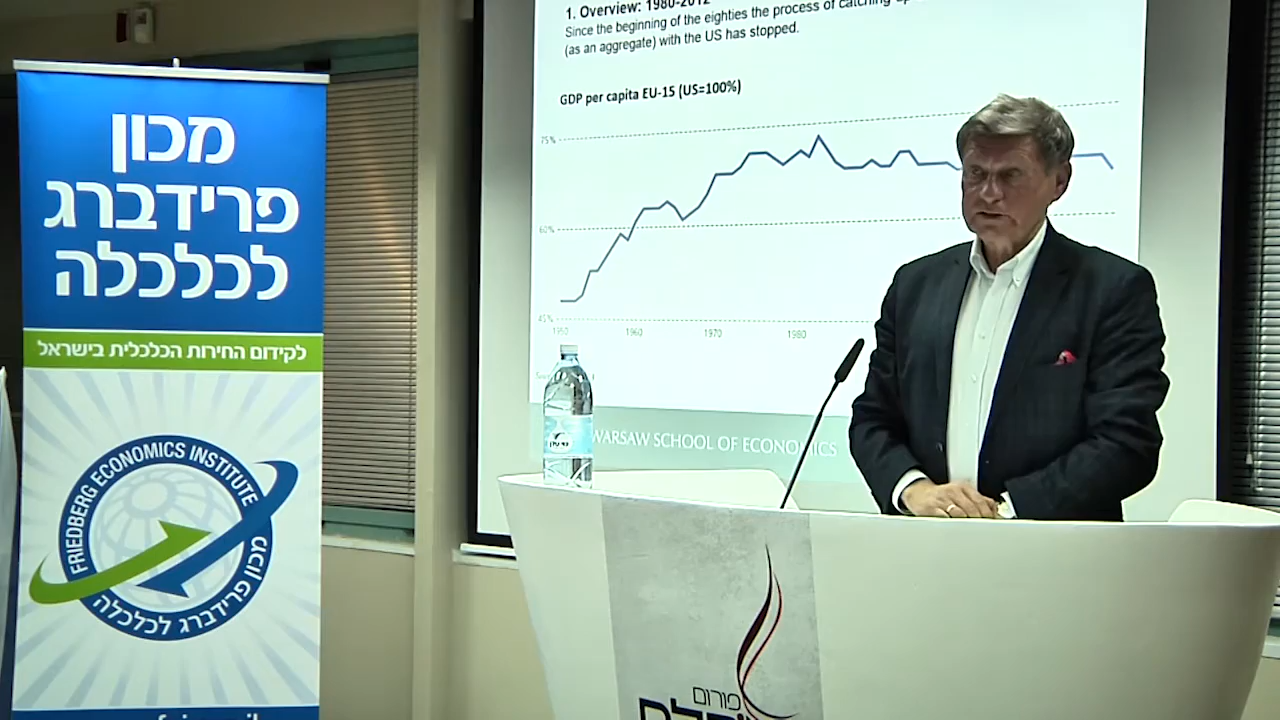 מכון
פרידברג
לכלכלה
לקידום החירות הכלכלית בישראל
FRIEDBERG ECONOMICS INSTITUTE
מכון פרידברג לכלכלה
1. Overview: 1980-2012
Since the beginning of the eighties the process of catching-up
(as an aggregate) with the US has stopped.
GDP per capita EU-15 (US=100%)
75%
60%
45%
1950 1960 1970 1980
WARSAW SCHOOL OF ECONOMICS
פורום